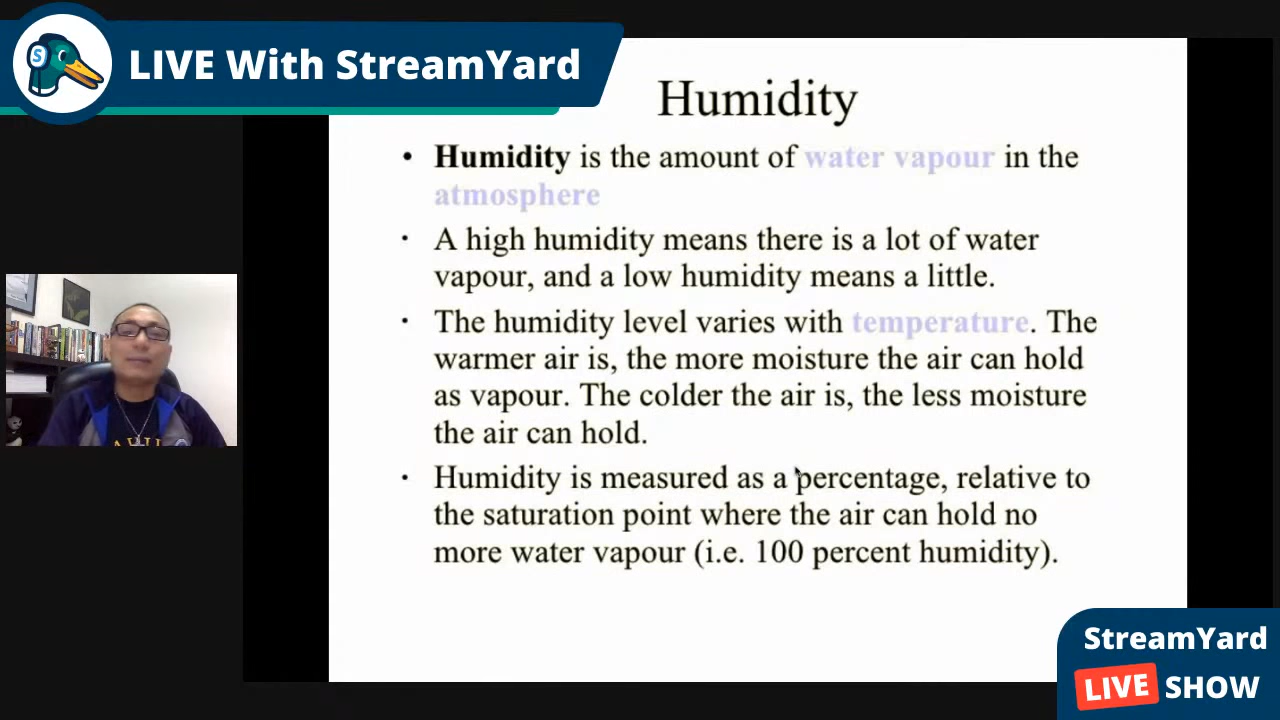 S
LIVE With StreamYard
Humidity
• Humidity is the amount of water vapour in the
atmosphere
• A high humidity means there is a lot of water
vapour, and a low humidity means a little.
• The humidity level varies with temperature. The
warmer air is, the more moisture the air can hold
as vapour. The colder the air is, the less moisture
the air can hold.
• Humidity is measured as a percentage, relative to
the saturation point where the air can hold no
more water vapour (i.e. 100 percent humidity).
StreamYard
LIVE SHOW